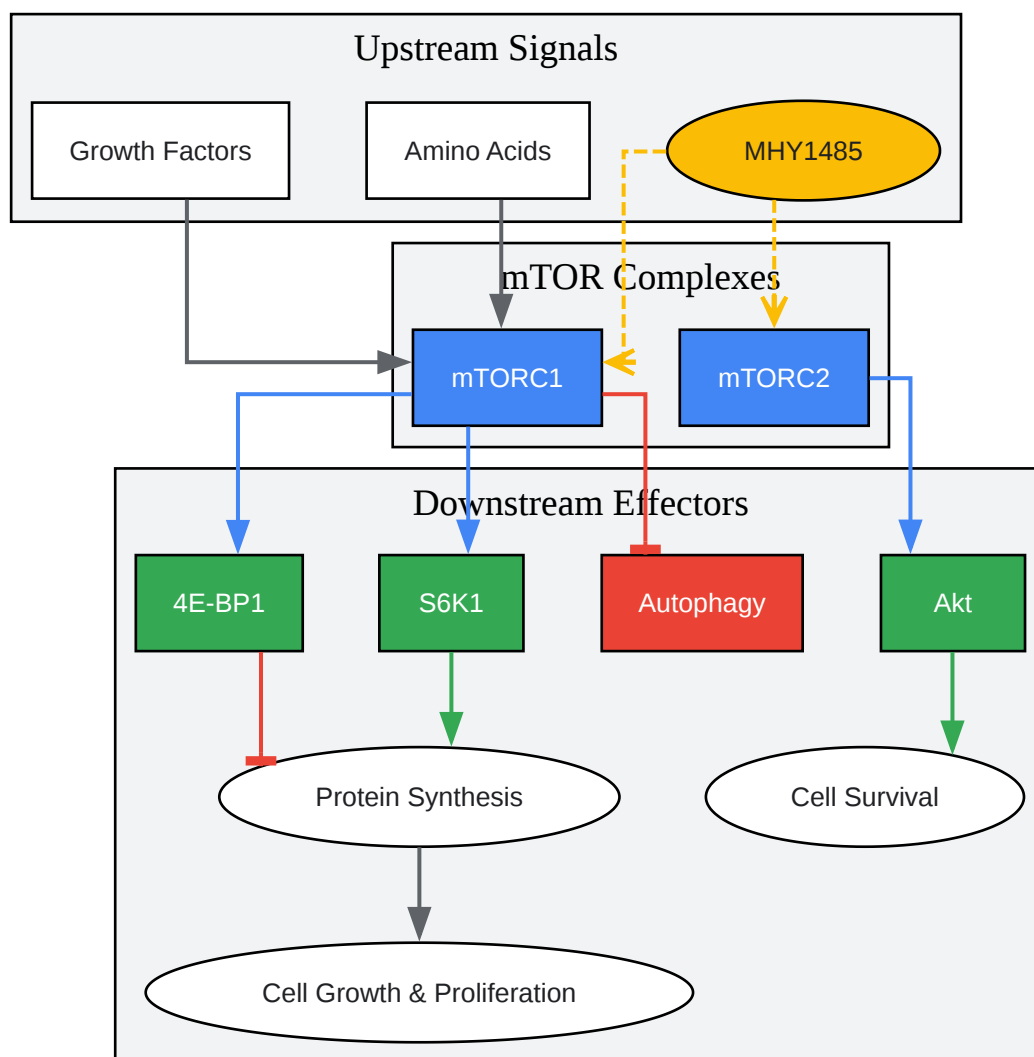 Upstream Signals
Growth Factors
Amino Acids
MHY1485
mTOR Complexes
mTORC1
mTORC2
Downstream Effectors
4E-BP1
S6K1
Autophagy
Akt
Protein Synthesis
Cell Survival
Cell Growth & Proliferation